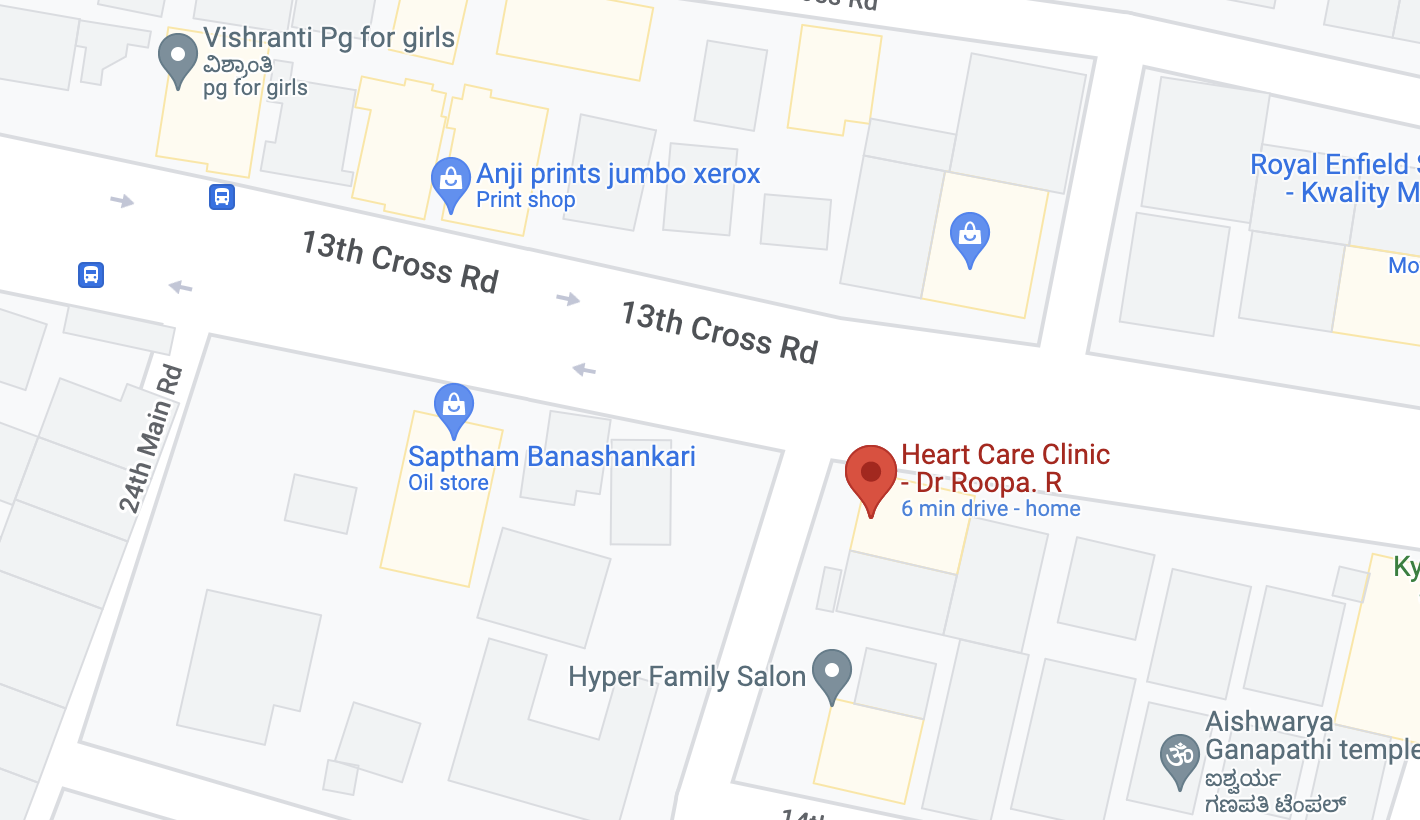 Rd
Vishranti Pg for girls
ವಿಶ್ರಾಂತಿ
pg for girls
Anji prints jumbo xerox
Print shop
Royal Enfield
- Kwality
13th Cross Rd
13th Cross Rd
24th Main Rd
Saptham Banashankari
Oil store
Heart Care Clinic
- Dr Roopa. R
6 min drive - home
Hyper Family Salon
Aishwarya
Ganapathi temple
ಐಶ್ವರ್ಯ
ಗಣಪತಿ ಟೆಂಪಲ್